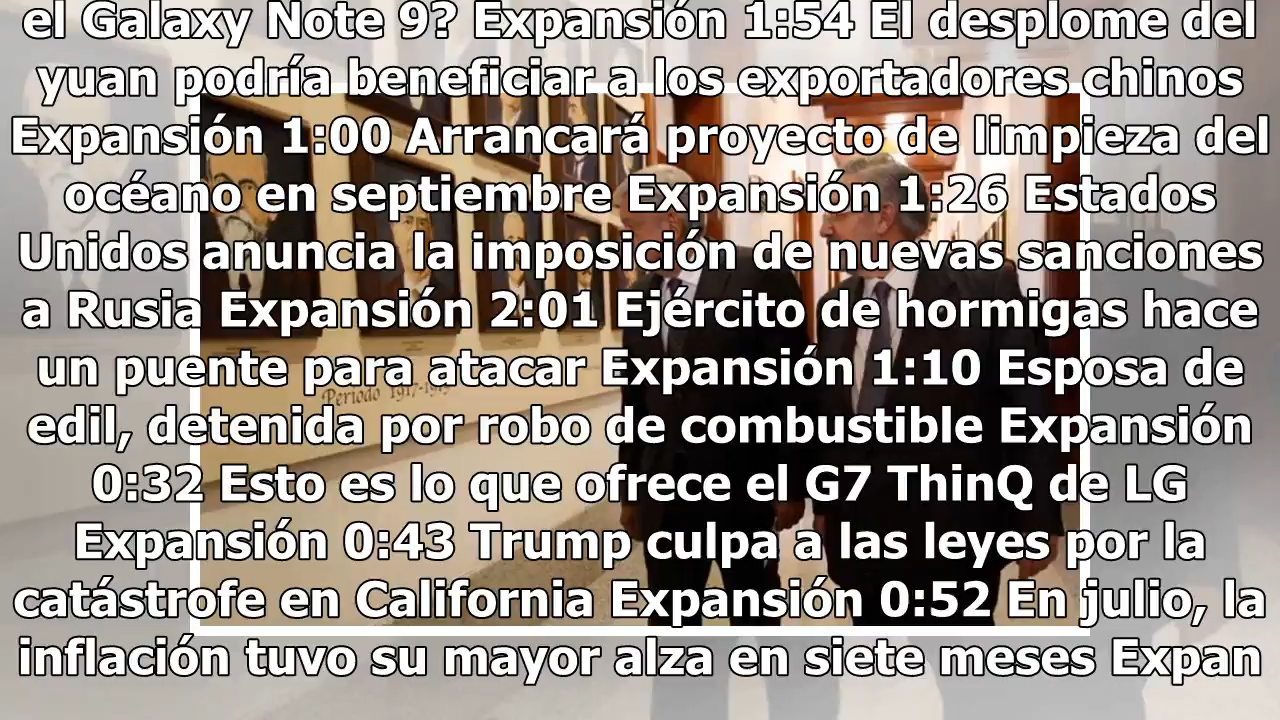 el Galaxy Note 9? Expansión 1:54 El desplome del
yuan podría beneficiar a los exportadores chinos
Expansión 1:00 Arrancará proyecto de limpieza del
océano en septiembre Expansión 1:26 Estados
Unidos anuncia la imposición de nuevas sanciones
a Rusia Expansión 2:01 Ejército de hormigas hace
un puente para atacar Expansión 1:10 Esposa de
edil, detenida por robo de combustible Expansión
0:32 Esto es lo que ofrece el G7 ThinQ de LG
Expansión 0:43 Trump culpa a las leyes por la
catástrofe en California Expansión 0:52 En julio, la
inflación tuvo su mayor alza en siete meses Expan
Periodo 1917-19